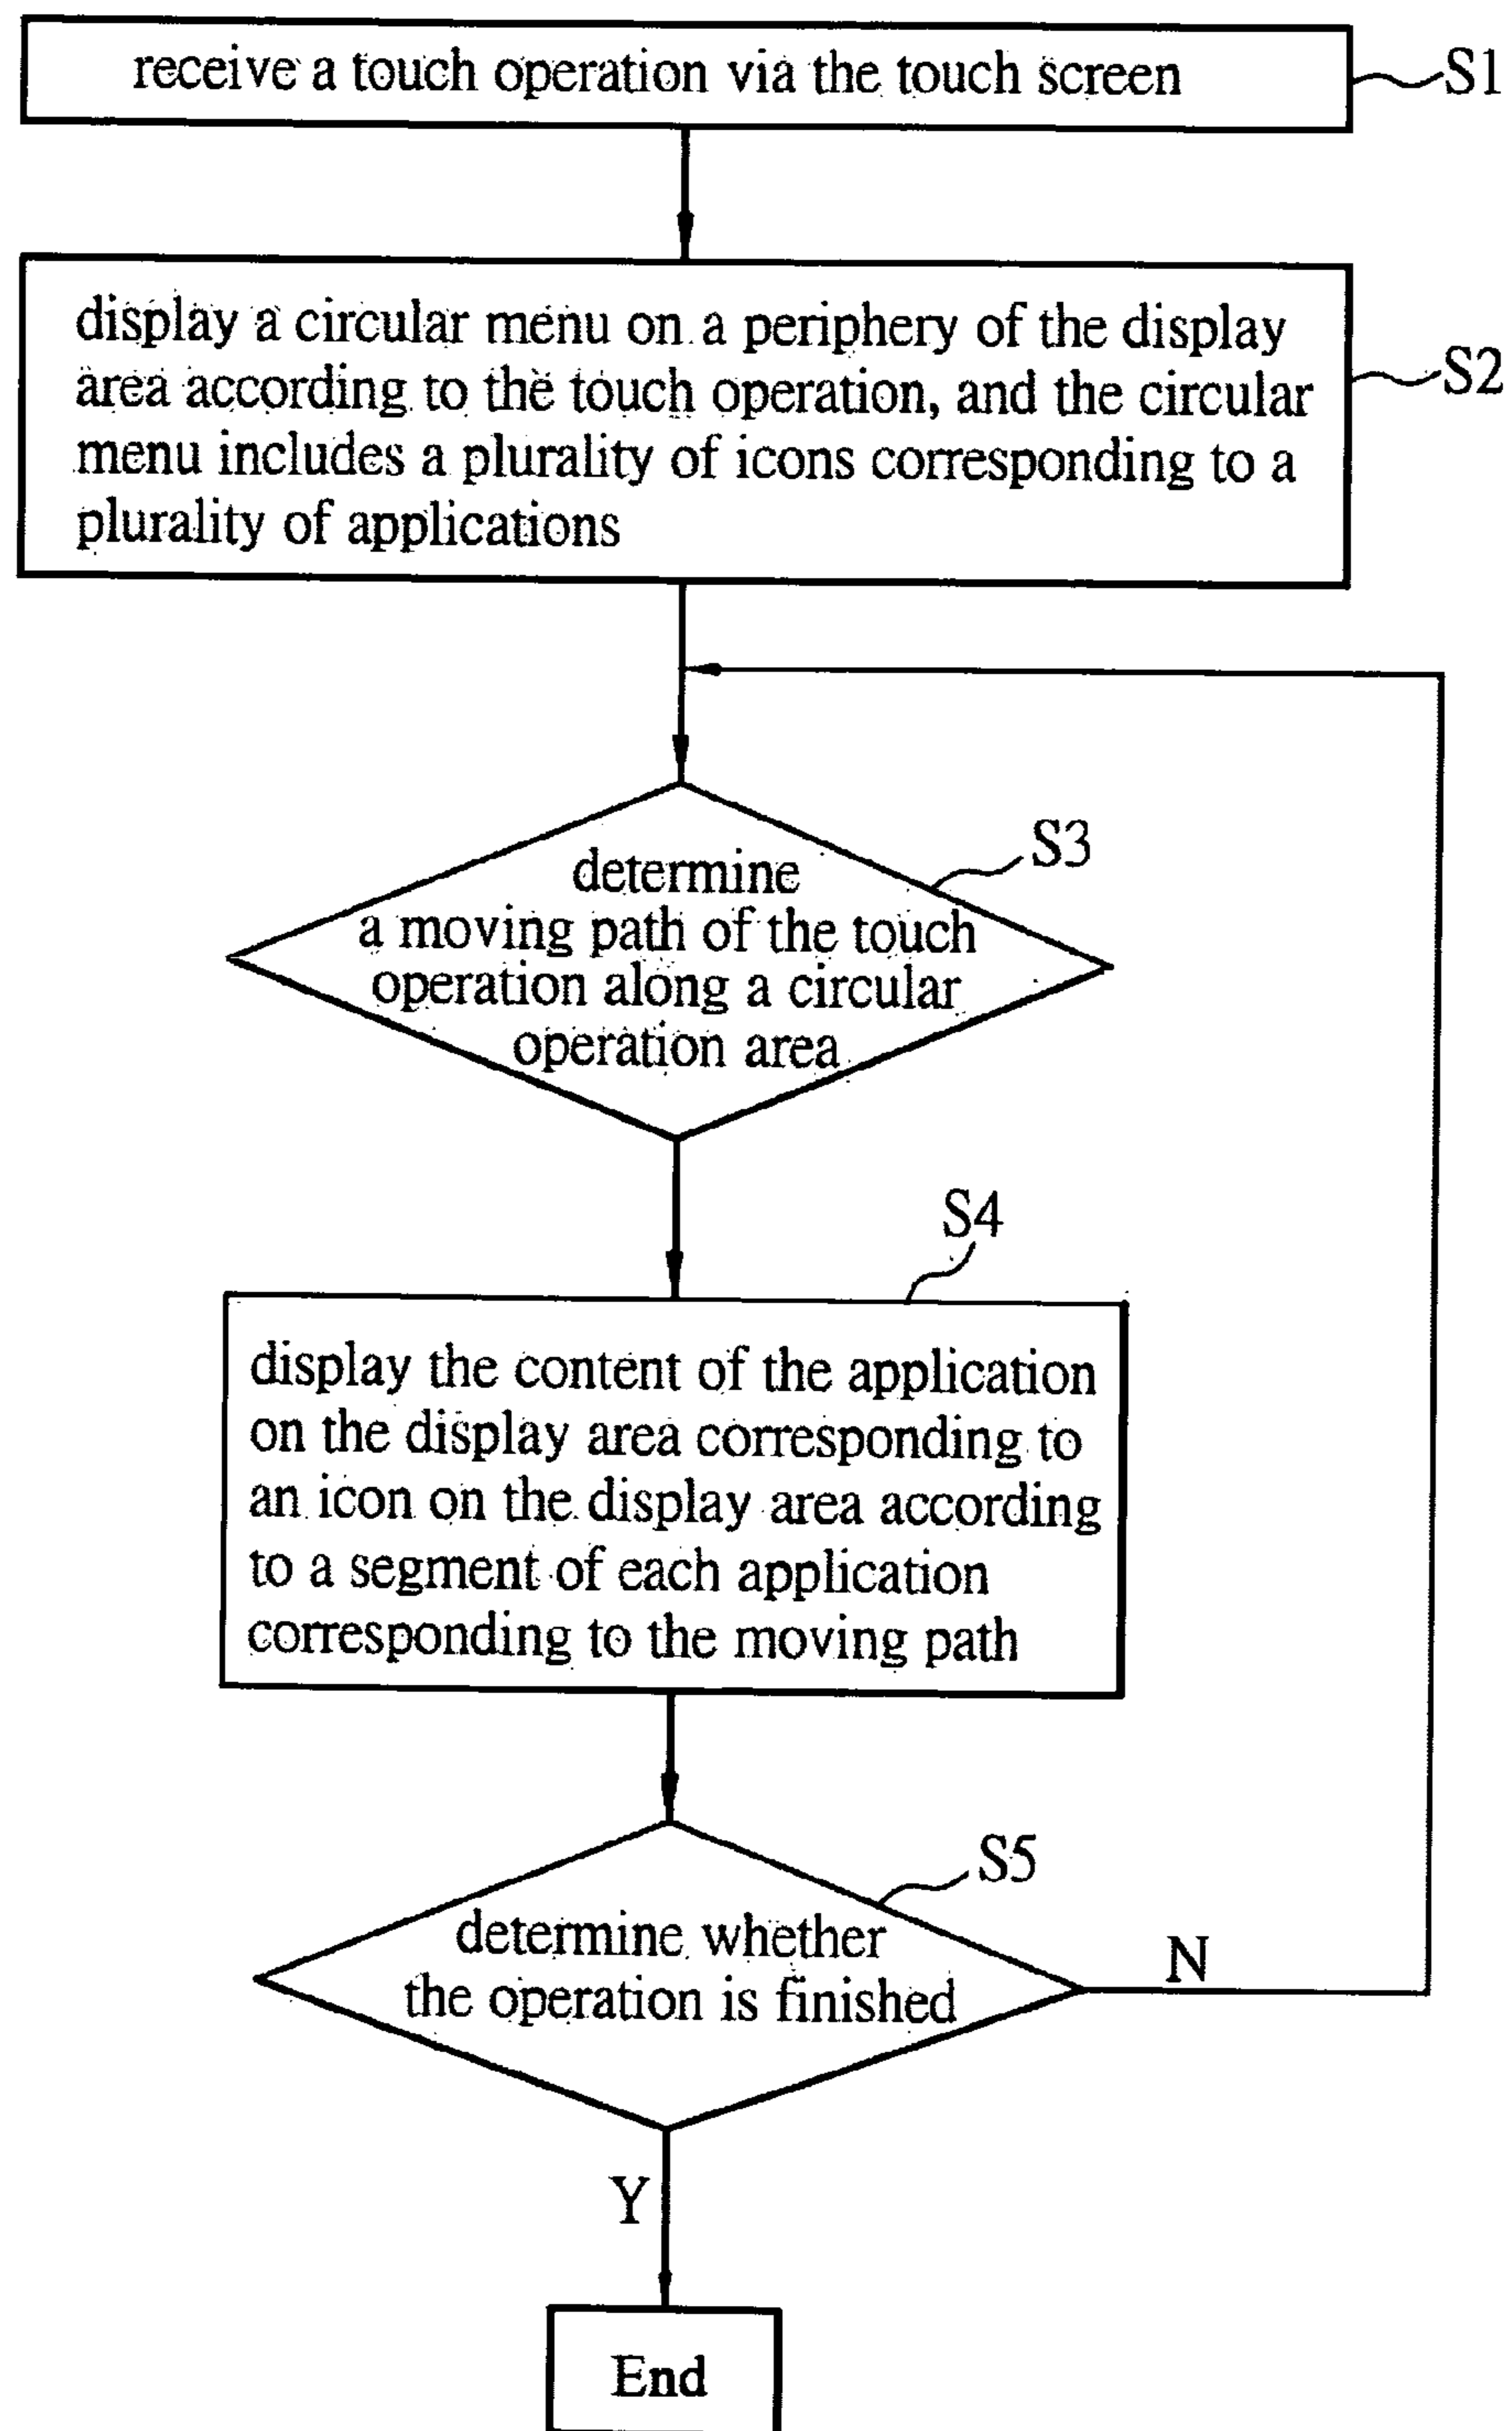 receive a touch operation via the touch screen
S1
display a circular menu on a periphery of the display
area according to the touch operation, and the circular
menu includes a plurality of icons corresponding to a
plurality of applications
S2
S3
determine
a moving path of the touch
operation along a circular
operation area
S4
display the content of the application
on the display area corresponding to
an icon on the display area according
to a segment of each application
corresponding to the moving path
S5
determine whether
the operation is finished
N
Y
End